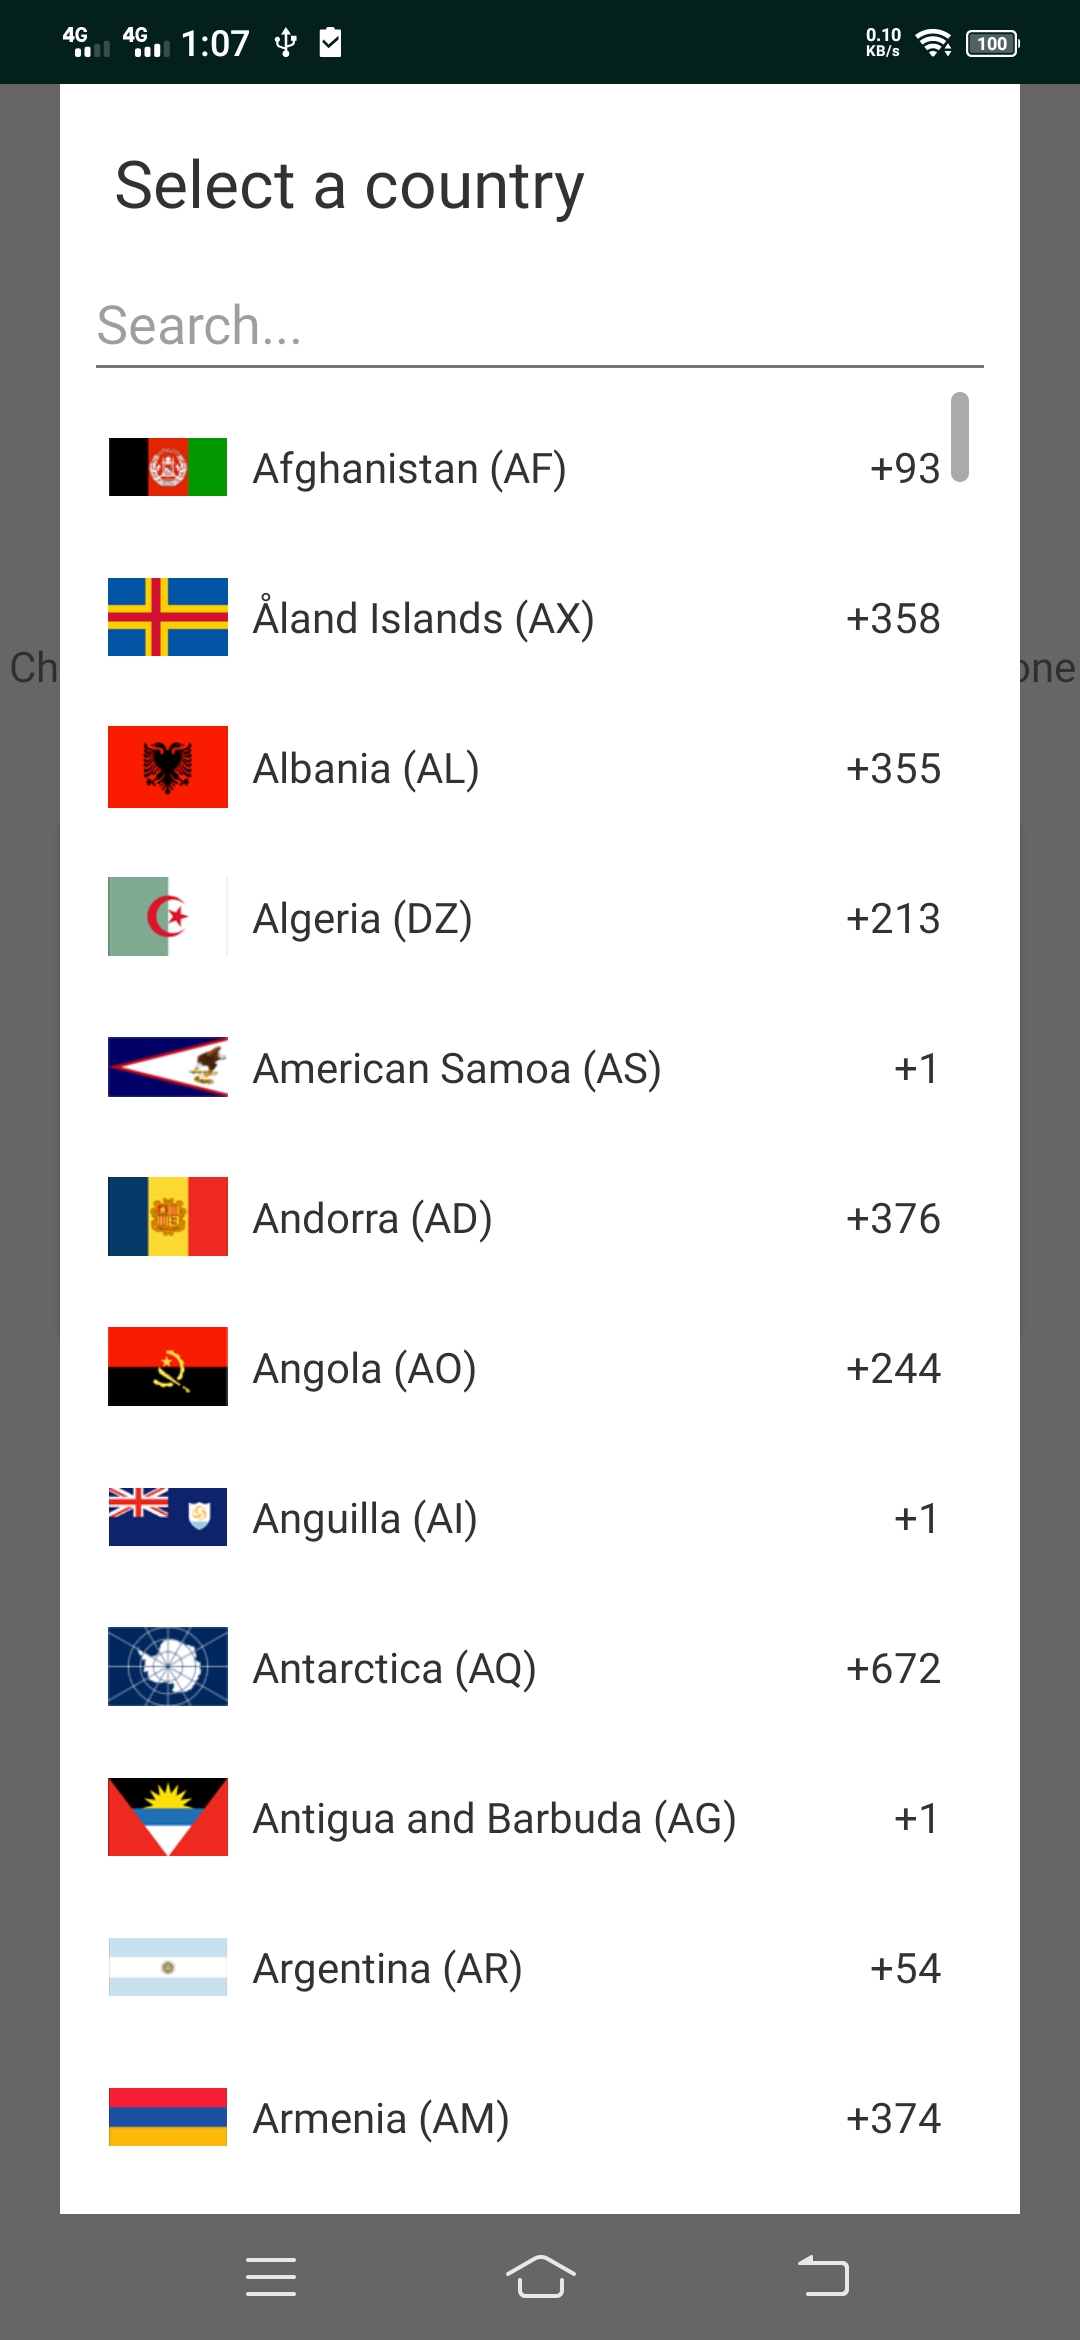 4G 4G 1:07 0.10 KB/s 100
Select a country
Search...
Afghanistan (AF) +93
Åland Islands (AX) +358
Ch one
Albania (AL) +355
Algeria (DZ) +213
American Samoa (AS) +1
Andorra (AD) +376
Angola (AO) +244
Anguilla (AI) +1
Antarctica (AQ) +672
Antigua and Barbuda (AG) +1
Argentina (AR) +54
Armenia (AM) +374